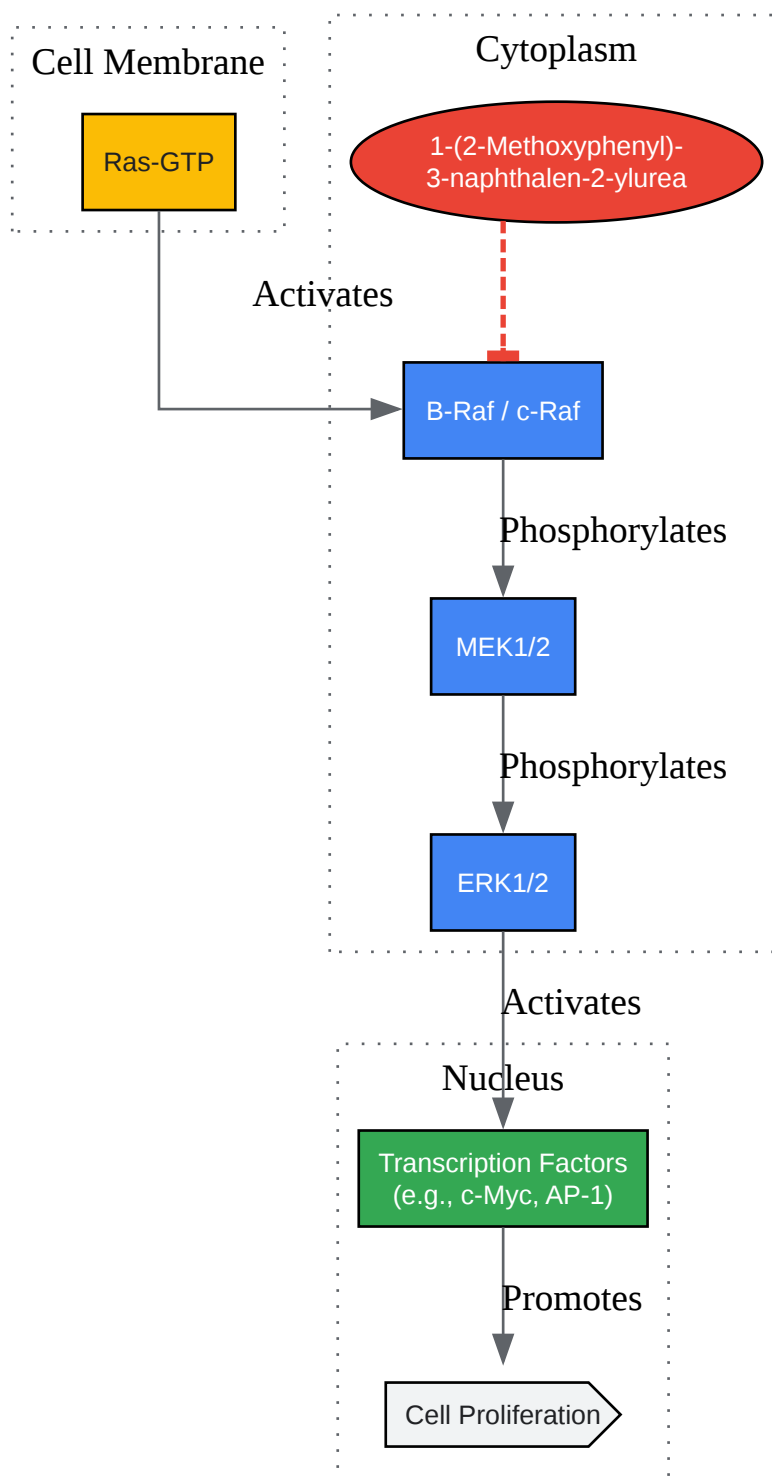 Cell Membrane
Ras-GTP
Cytoplasm
1-(2-Methoxyphenyl)-
3-naphthalen-2-ylurea
Activates
B-Raf / c-Raf
Phosphorylates
MEK1/2
Phosphorylates
ERK1/2
Activates
Nucleus
Transcription Factors
(e.g., c-Myc, AP-1)
Promotes
Cell Proliferation